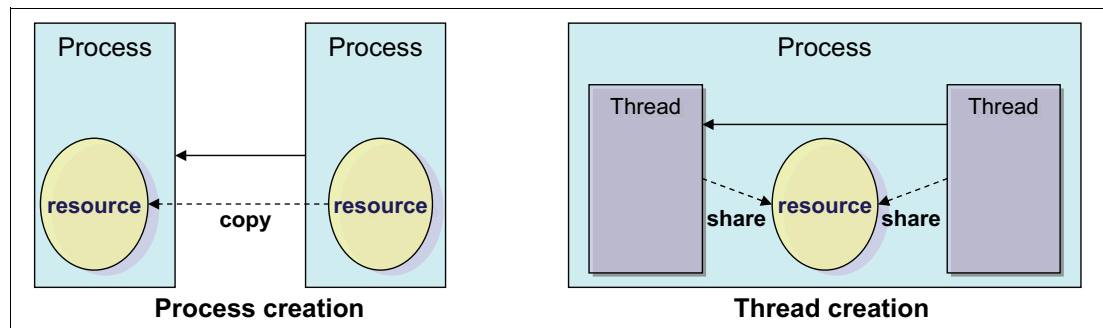 Process
Process
resource
resource
copy
Process creation
Process
Thread
Thread
resource
share
share
Thread creation